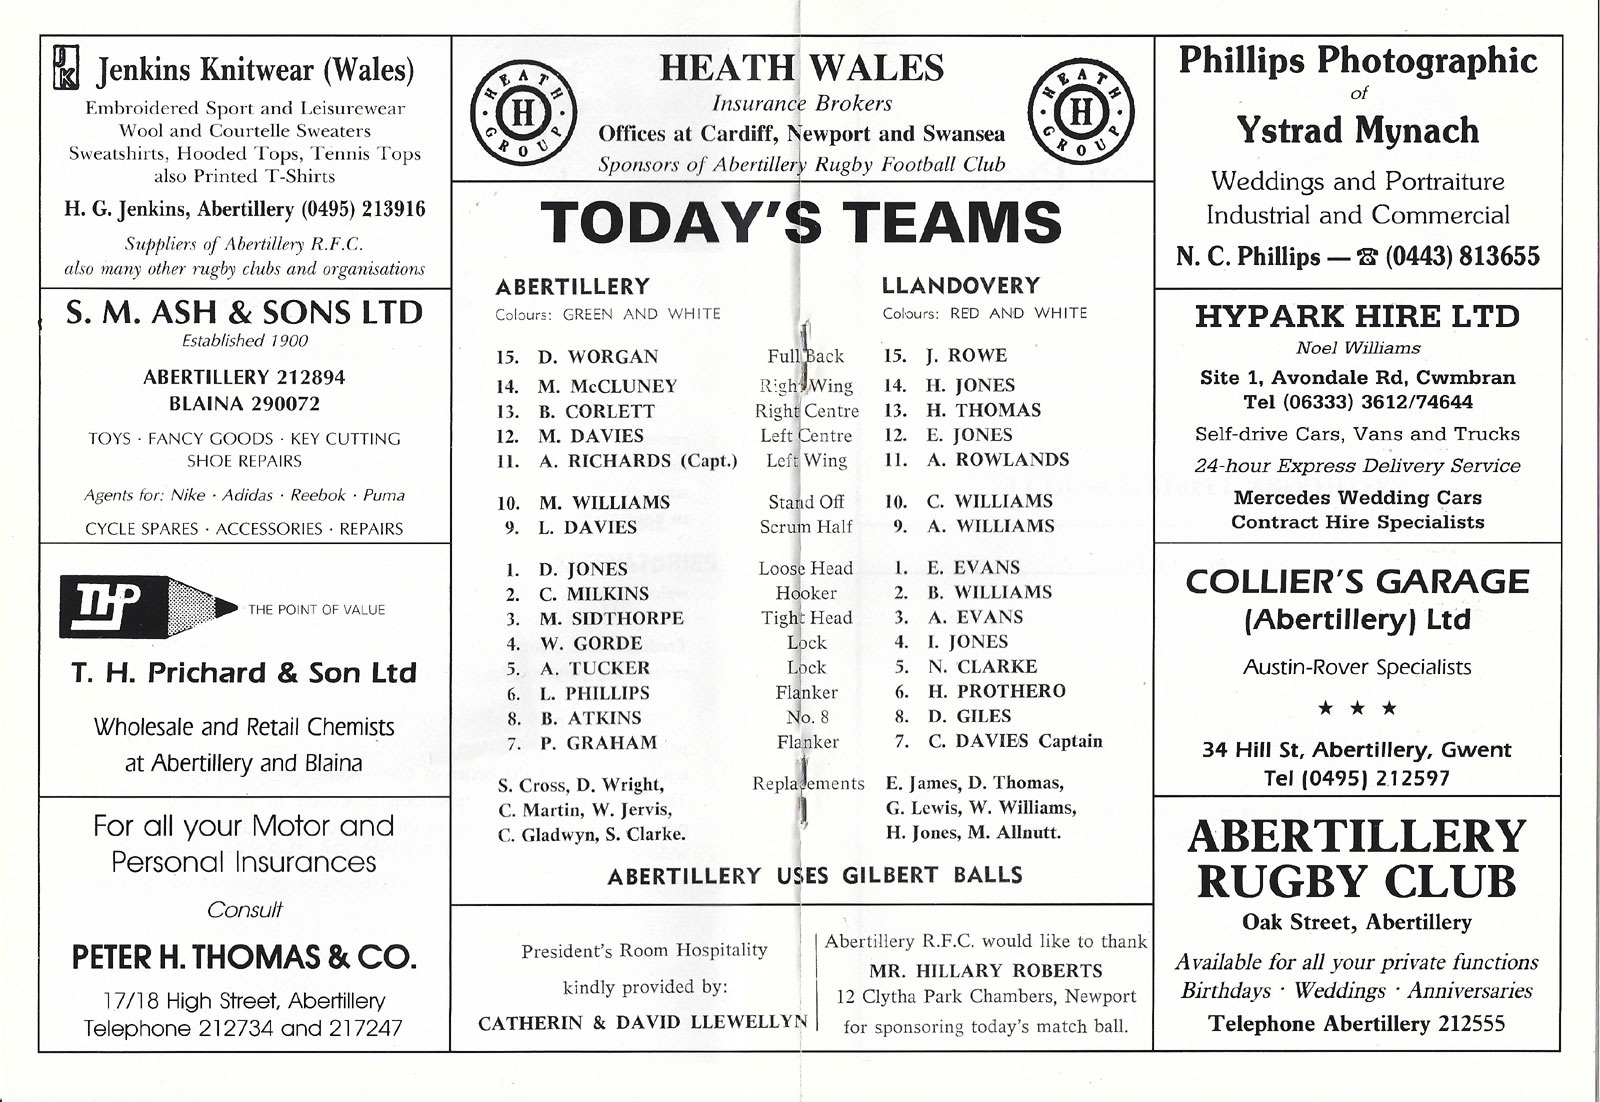 JK
Jenkins Knitwear (Wales)
Embroidered Sport and Leisurewear
Wool and Courtelle Sweaters
Sweatshirts, Hooded Tops, Tennis Tops
also Printed T-Shirts
H. G. Jenkins, Abertillery (0495) 213916
Suppliers of Abertillery R.F.C.
also many other rugby clubs and organisations
S. M. ASH & SONS LTD
Established 1900
ABERTILLERY 212894
BLAINA 290072
TOYS · FANCY GOODS · KEY CUTTING
SHOE REPAIRS
Agents for: Nike · Adidas · Reebok · Puma
CYCLE SPARES · ACCESSORIES · REPAIRS
THP
THE POINT OF VALUE
T. H. Prichard & Son Ltd
Wholesale and Retail Chemists
at Abertillery and Blaina
For all your Motor and
Personal Insurances
Consult
PETER H. THOMAS & CO.
17/18 High Street, Abertillery
Telephone 212734 and 217247
HEATH GROUP H
HEATH WALES
Insurance Brokers
Offices at Cardiff, Newport and Swansea
Sponsors of Abertillery Rugby Football Club
HEATH GROUP H
TODAY'S TEAMS
ABERTILLERY LLANDOVERY
Colours: GREEN AND WHITE Colours: RED AND WHITE
15. D. WORGAN Full Back 15. J. ROWE
14. M. McCLUNEY Right Wing 14. H. JONES
13. B. CORLETT Right Centre 13. H. THOMAS
12. M. DAVIES Left Centre 12. E. JONES
11. A. RICHARDS (Capt.) Left Wing 11. A. ROWLANDS
10. M. WILLIAMS Stand Off 10. C. WILLIAMS
9. L. DAVIES Scrum Half 9. A. WILLIAMS
1. D. JONES Loose Head 1. E. EVANS
2. C. MILKINS Hooker 2. B. WILLIAMS
3. M. SIDTHORPE Tight Head 3. A. EVANS
4. W. GORDE Lock 4. I. JONES
5. A. TUCKER Lock 5. N. CLARKE
6. L. PHILLIPS Flanker 6. H. PROTHERO
8. B. ATKINS No. 8 8. D. GILES
7. P. GRAHAM Flanker 7. C. DAVIES Captain
S. Cross, D. Wright, Replacements E. James, D. Thomas,
C. Martin, W. Jervis, G. Lewis, W. Williams,
C. Gladwyn, S. Clarke. H. Jones, M. Allnutt.
ABERTILLERY USES GILBERT BALLS
President's Room Hospitality
kindly provided by:
CATHERIN & DAVID LLEWELLYN
Abertillery R.F.C. would like to thank
MR. HILLARY ROBERTS
12 Clytha Park Chambers, Newport
for sponsoring today's match ball.
Phillips Photographic
of
Ystrad Mynach
Weddings and Portraiture
Industrial and Commercial
N. C. Phillips — ☎ (0443) 813655
HYPARK HIRE LTD
Noel Williams
Site 1, Avondale Rd, Cwmbran
Tel (06333) 3612/74644
Self-drive Cars, Vans and Trucks
24-hour Express Delivery Service
Mercedes Wedding Cars
Contract Hire Specialists
COLLIER'S GARAGE
(Abertillery) Ltd
Austin-Rover Specialists
★ ★ ★
34 Hill St, Abertillery, Gwent
Tel (0495) 212597
ABERTILLERY
RUGBY CLUB
Oak Street, Abertillery
Available for all your private functions
Birthdays · Weddings · Anniversaries
Telephone Abertillery 212555